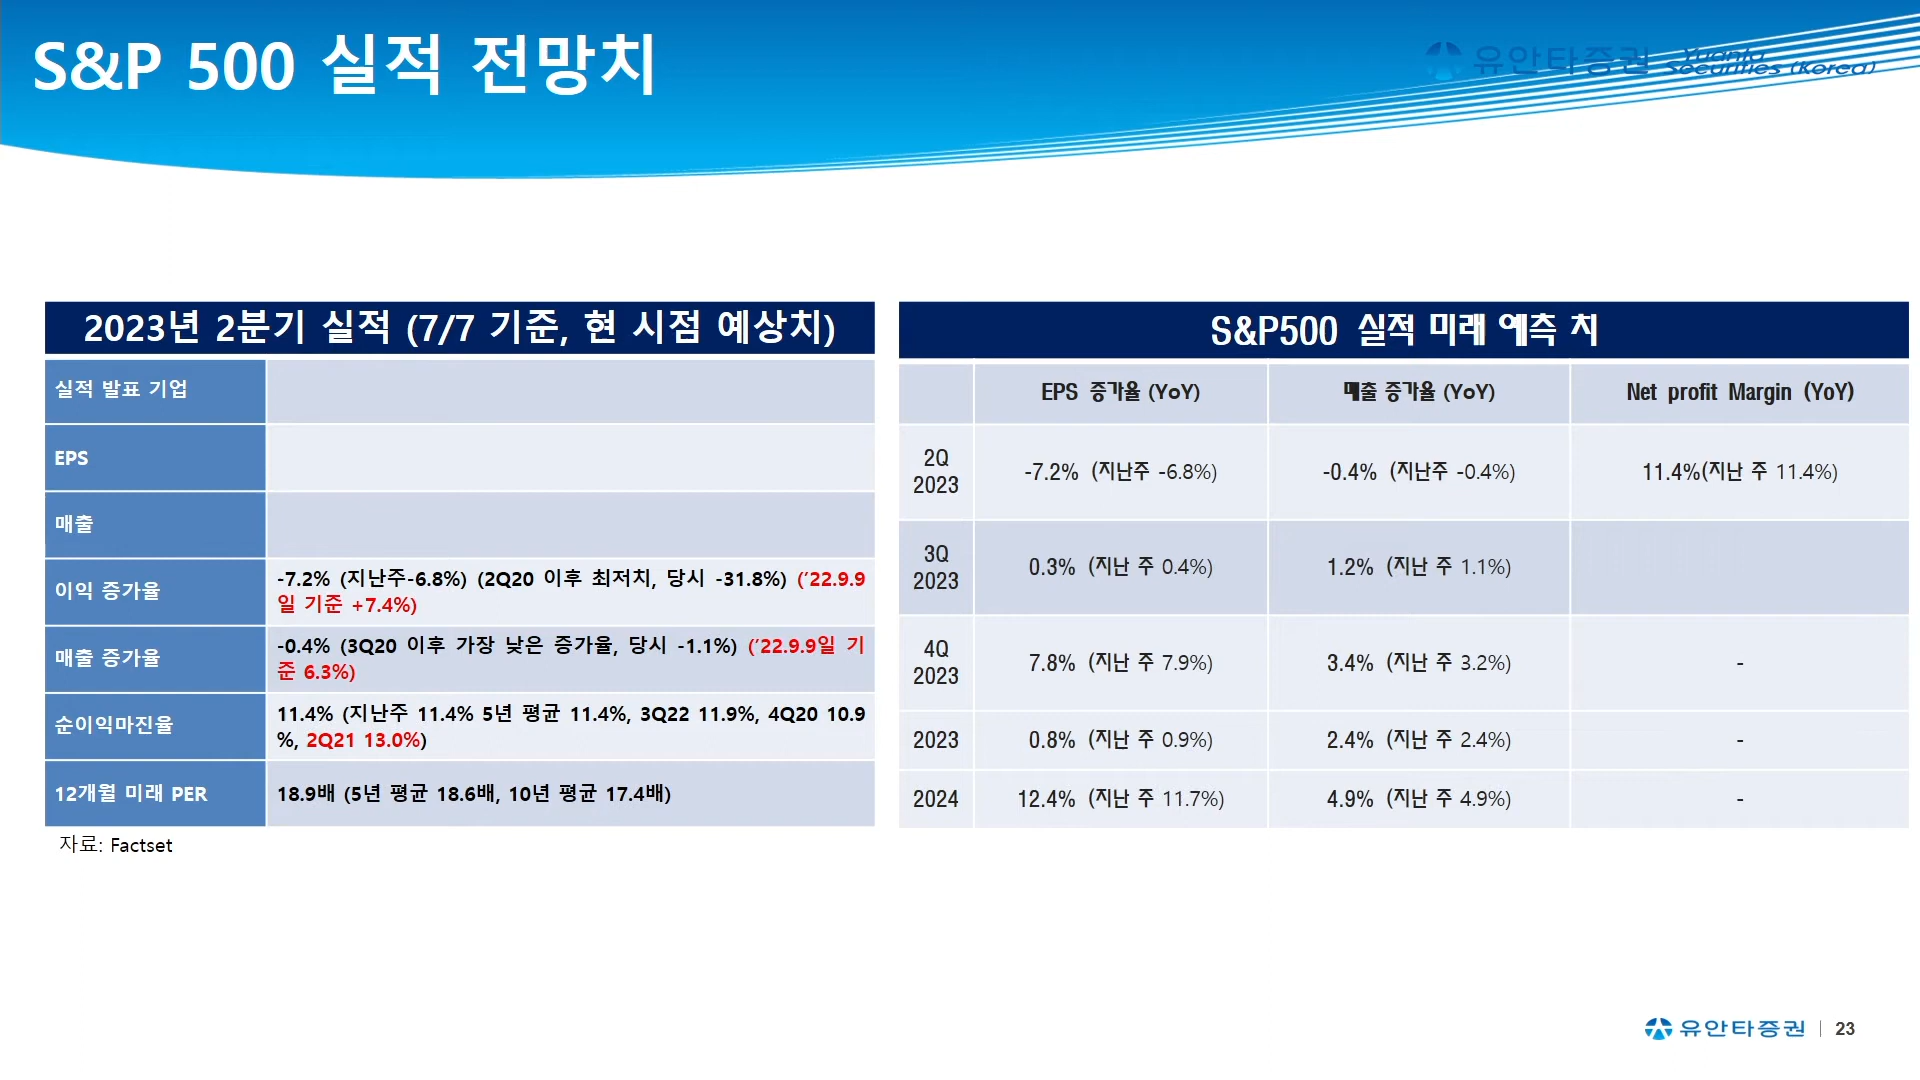 S&P 500 실적 전망치
유안타증권 Yuanta Securities (Korea)
2023년 2분기 실적 (7/7 기준, 현 시점 예상치)
실적 발표 기업
EPS
매출
이익 증가율
-7.2% (지난주-6.8%) (2Q20 이후 최저치, 당시 -31.8%) (’22.9.9
일 기준 +7.4%)
매출 증가율
-0.4% (3Q20 이후 가장 낮은 증가율, 당시 -1.1%) (’22.9.9일 기
준 6.3%)
순이익마진율
11.4% (지난주 11.4% 5년 평균 11.4%, 3Q22 11.9%, 4Q20 10.9
%, 2Q21 13.0%)
12개월 미래 PER
18.9배 (5년 평균 18.6배, 10년 평균 17.4배)
자료: Factset
S&P500 실적 미래 예측 치
EPS 증가율 (YoY)
매출 증가율 (YoY)
Net profit Margin (YoY)
2Q
2023
-7.2% (지난주 -6.8%)
-0.4% (지난주 -0.4%)
11.4%(지난 주 11.4%)
3Q
2023
0.3% (지난 주 0.4%)
1.2% (지난 주 1.1%)
4Q
2023
7.8% (지난 주 7.9%)
3.4% (지난 주 3.2%)
-
2023
0.8% (지난 주 0.9%)
2.4% (지난 주 2.4%)
-
2024
12.4% (지난 주 11.7%)
4.9% (지난 주 4.9%)
-
유안타증권 | 23